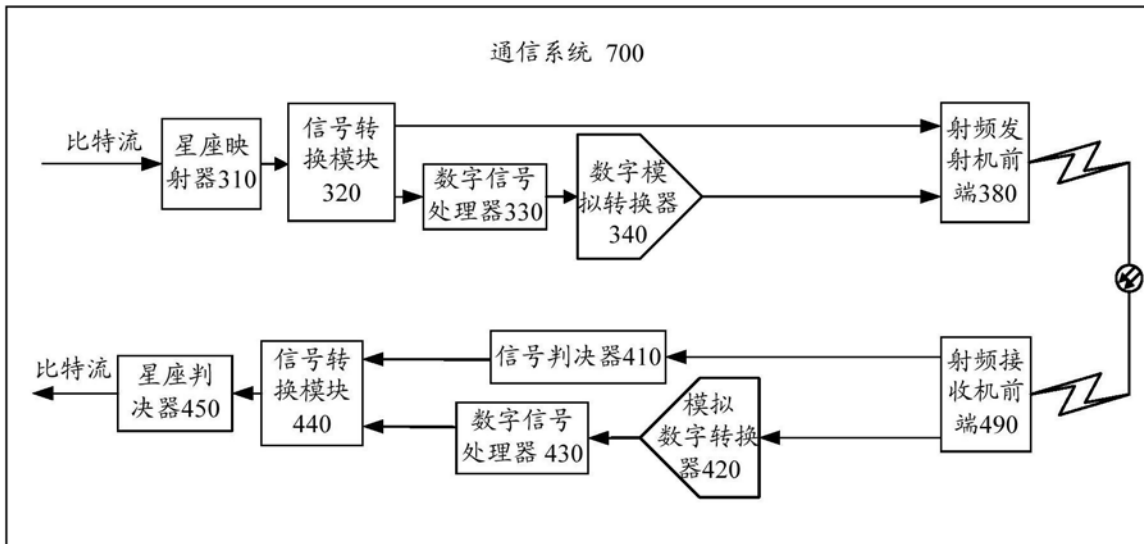 通信系统 700
比特流
星座映
射器310
信号转
换模块
320
数字信号
处理器330
数字模
拟转换器
340
射频发
射机前
端380
比特流
星座判
决器450
信号转
换模块
440
信号判决器410
数字信号
处理器 430
模拟
数字转换
器420
射频接
收机前
端490